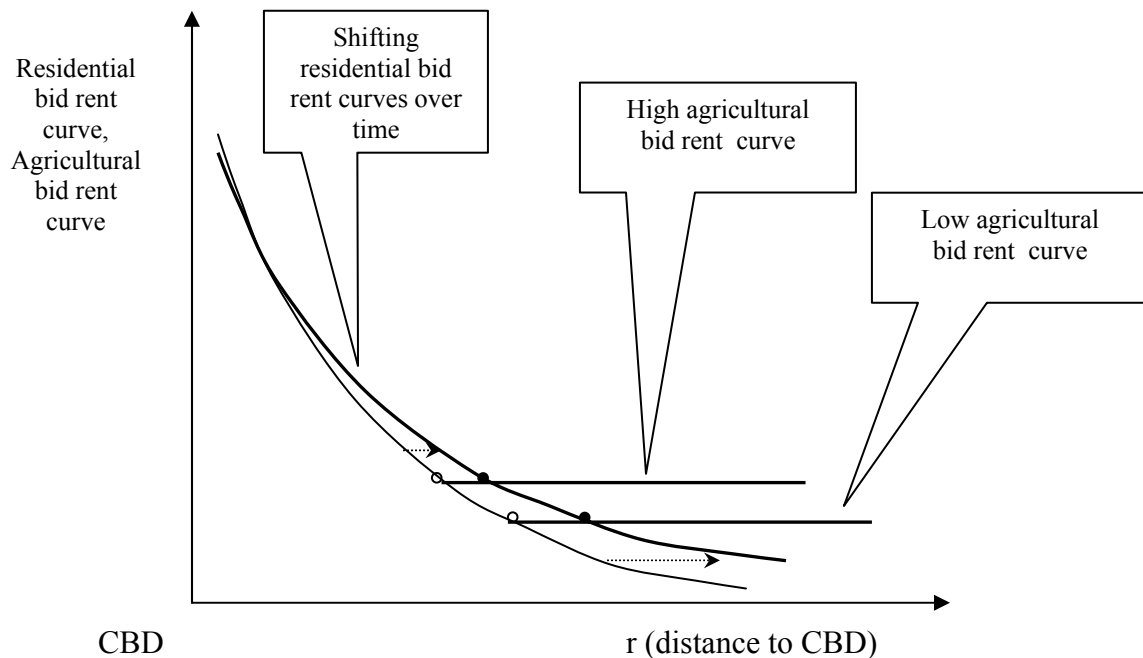 Residential
bid rent
curve,
Agricultural
bid rent
curve
Shifting
residential bid
rent curves over
time
High agricultural
bid rent curve
Low agricultural
bid rent curve
CBD
r (distance to CBD)